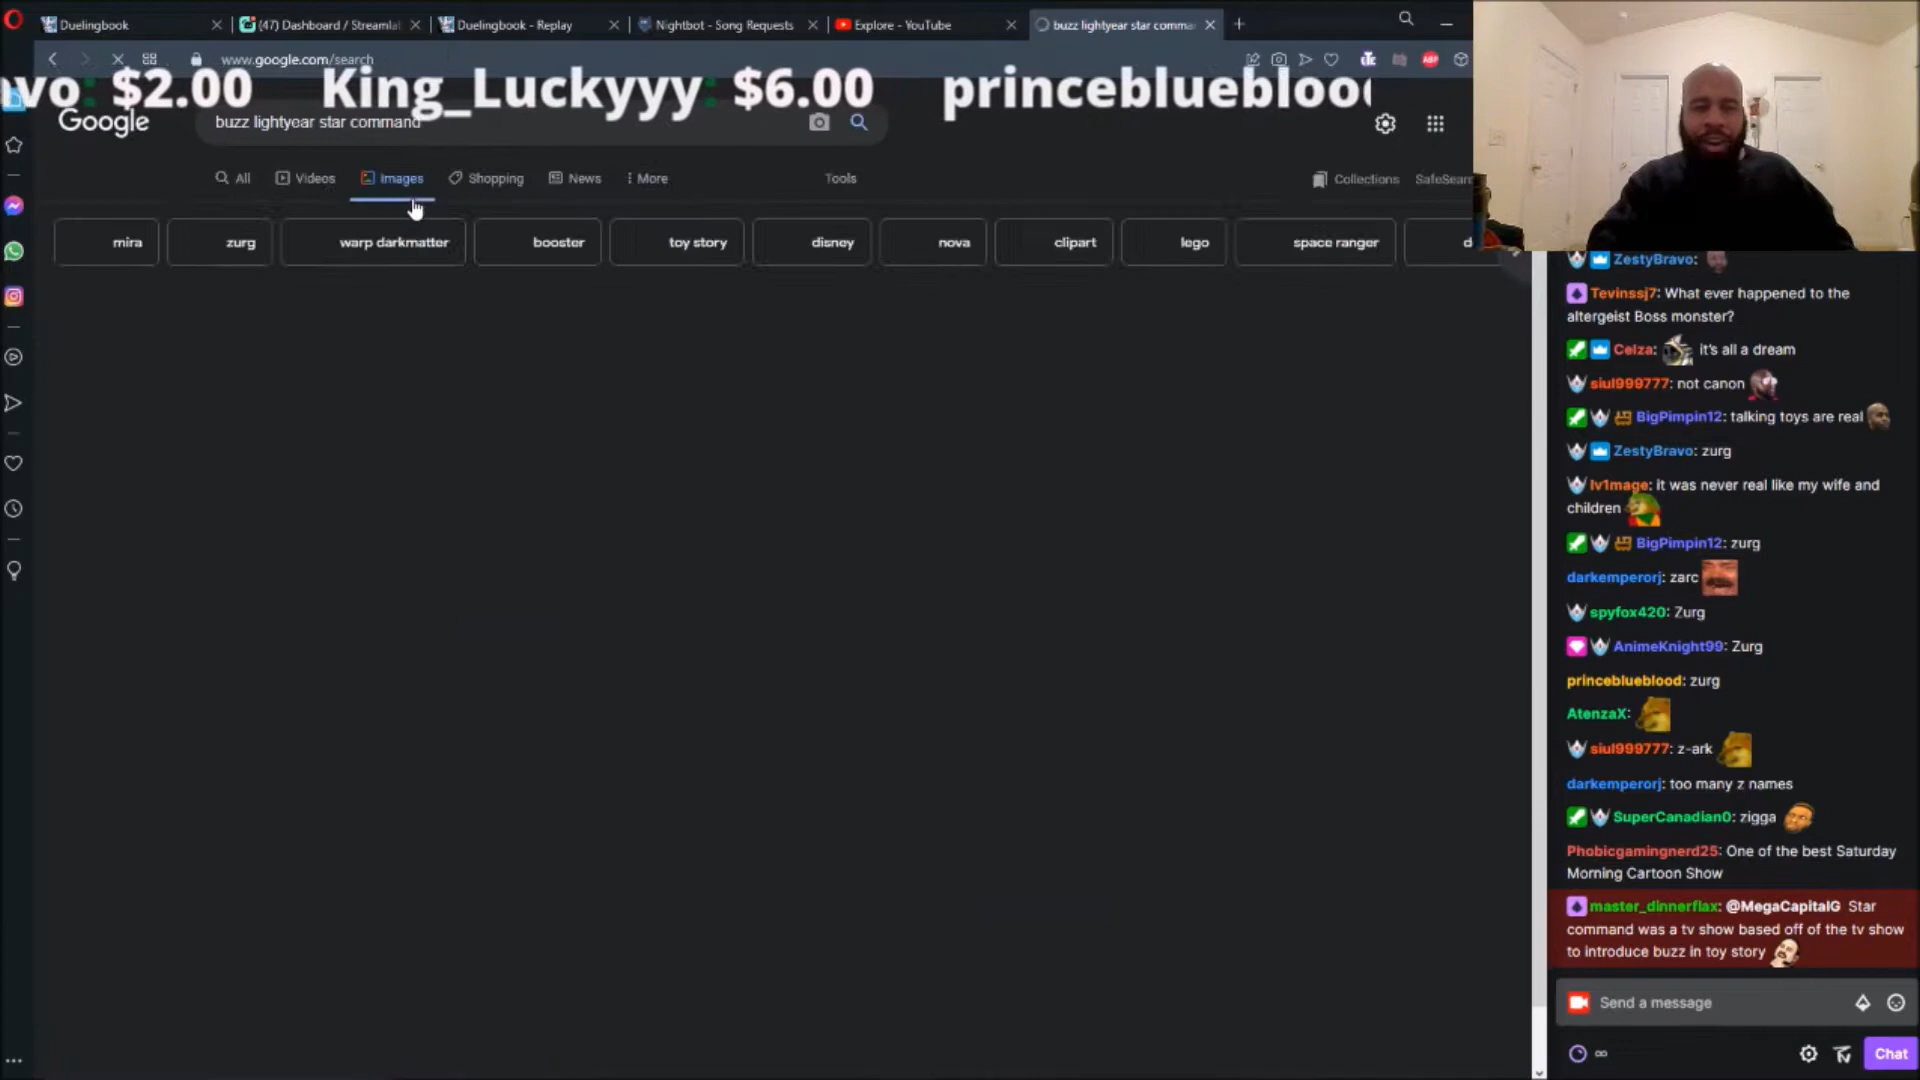 Duelingbook
(47) Dashboard / Streamlal
Duelingbook - Replay
Nightbot - Song Requests
Explore - YouTube
buzz lightyear star comma
www.google.com/search
avo: $2.00 King_Luckyyy: $6.00 princeblueblood
Google
buzz lightyear star command
All
Videos
Images
Shopping
News
More
Tools
Collections
SafeSear
mira
zurg
warp darkmatter
booster
toy story
disney
nova
clipart
lego
space ranger
ZestyBravo:
Tevinssj7: What ever happened to the
altergeist Boss monster?
Celza: it's all a dream
siul999777: not canon
BigPimpin12: talking toys are real
ZestyBravo: zurg
lv1mage: it was never real like my wife and
children
BigPimpin12: zurg
darkemperorj: zarc
spyfox420: Zurg
AnimeKnight99: Zurg
princeblueblood: zurg
AtenzaX:
siul999777: z-ark
darkemperorj: too many z names
SuperCanadian0: zigga
Phobicgamingnerd25: One of the best Saturday
Morning Cartoon Show
master_dinnerflax: @MegaCapitalG Star
command was a tv show based off of the tv show
to introduce buzz in toy story
Send a message
Chat